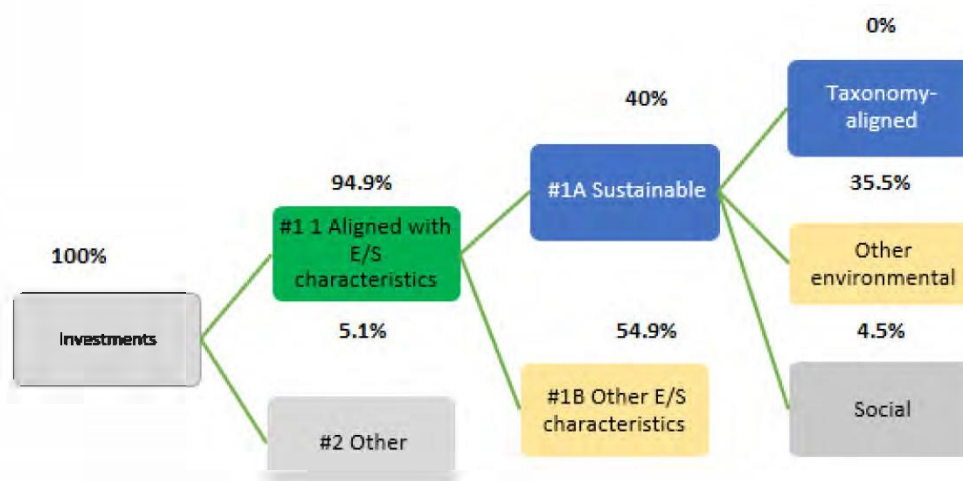 0%
Taxonomy-
aligned
40%
#1A Sustainable
35.5%
Other
environmental
94.9%
#1 1 Aligned with
E/S
characteristics
100%
Investments
5.1%
#2 Other
54.9%
#1B Other E/S
characteristics
4.5%
Social